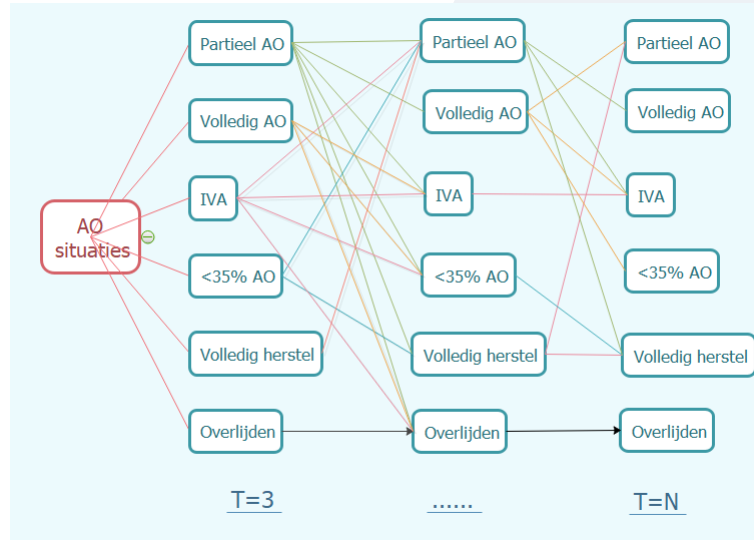 AO
situaties
Partieel AO
Volledig AO
IVA
<35% AO
Volledig herstel
Overlijden
T=3
Partieel AO
Volledig AO
IVA
<35% AO
Volledig herstel
Overlijden
......
Partieel AO
Volledig AO
IVA
<35% AO
Volledig herstel
Overlijden
T=N